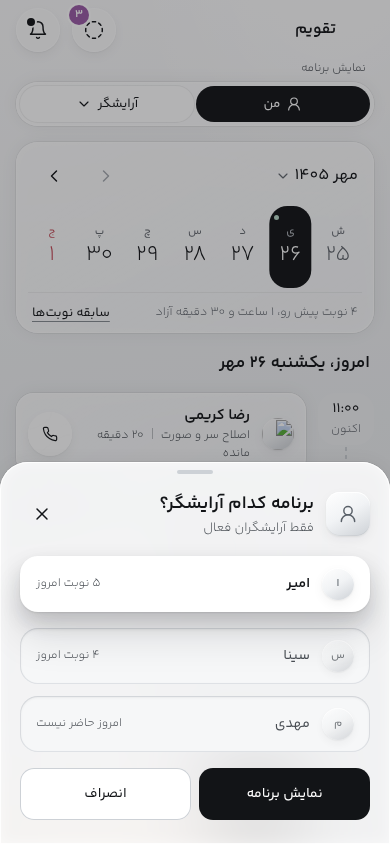 تقویم
۳
نمایش برنامه
من
آرایشگر
مهر ۱۴۰۵
ش ی د س چ پ ج
۲۵ ۲۶ ۲۷ ۲۸ ۲۹ ۳۰ ۱
۴ نوبت پیش رو، ۱ ساعت و ۳۰ دقیقه آزاد
سابقه نوبت‌ها
امروز، یکشنبه ۲۶ مهر
۱۱:۰۰
اکنون
رضا کریمی
اصلاح سر و صورت | ۲۰ دقیقه
مانده
برنامه کدام آرایشگر؟
فقط آرایشگران فعال
ا امیر ۵ نوبت امروز
س سینا ۴ نوبت امروز
م مهدی امروز حاضر نیست
نمایش برنامه
انصراف